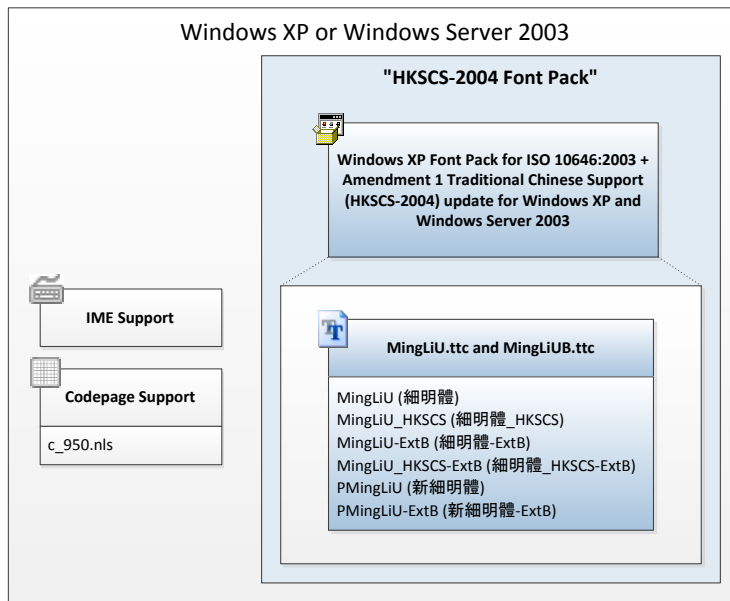 Windows XP or Windows Server 2003
"HKSCS-2004 Font Pack"
Windows XP Font Pack for ISO 10646:2003 +
Amendment 1 Traditional Chinese Support
(HKSCS-2004) update for Windows XP and
Windows Server 2003
IME Support
Codepage Support
c_950.nls
MingLiU.ttc and MingLiUB.ttc
MingLiU (細明體)
MingLiU_HKSCS (細明體_HKSCS)
MingLiU-ExtB (細明體-ExtB)
MingLiU_HKSCS-ExtB (細明體_HKSCS-ExtB)
PMingLiU (新細明體)
PMingLiU-ExtB (新細明體-ExtB)